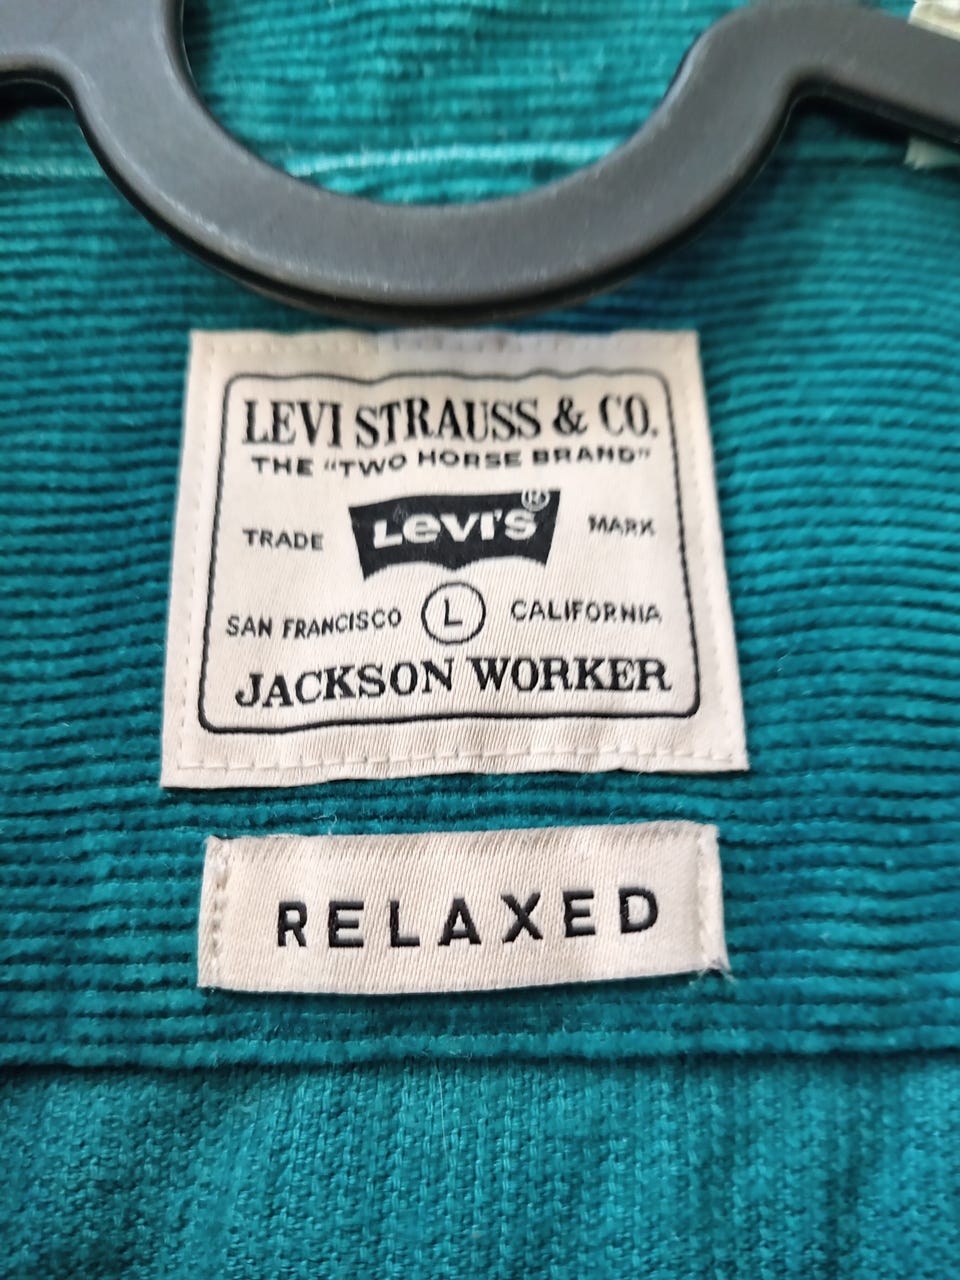 LEVI STRAUSS & CO.
THE "TWO HORSE BRAND"
TRADE LEVI'S® MARK
SAN FRANCISCO L CALIFORNIA
JACKSON WORKER
RELAXED